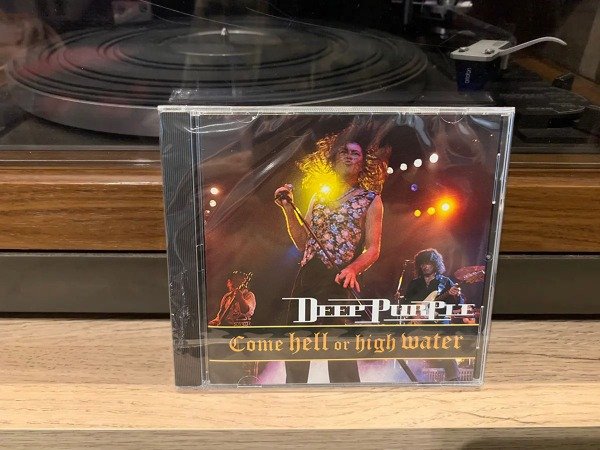 DEEP PURPLE
Come hell or high water